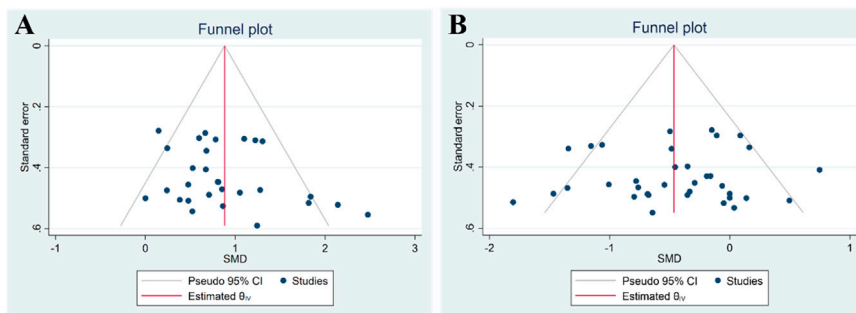 A
Funnel plot
Standard error
0
.2
.4
.6
-1
0
1
2
3
SMD
Pseudo 95% CI
Studies
Estimated θIV
B
Funnel plot
Standard error
0
.2
.4
.6
-2
-1
0
1
SMD
Pseudo 95% CI
Studies
Estimated θIV